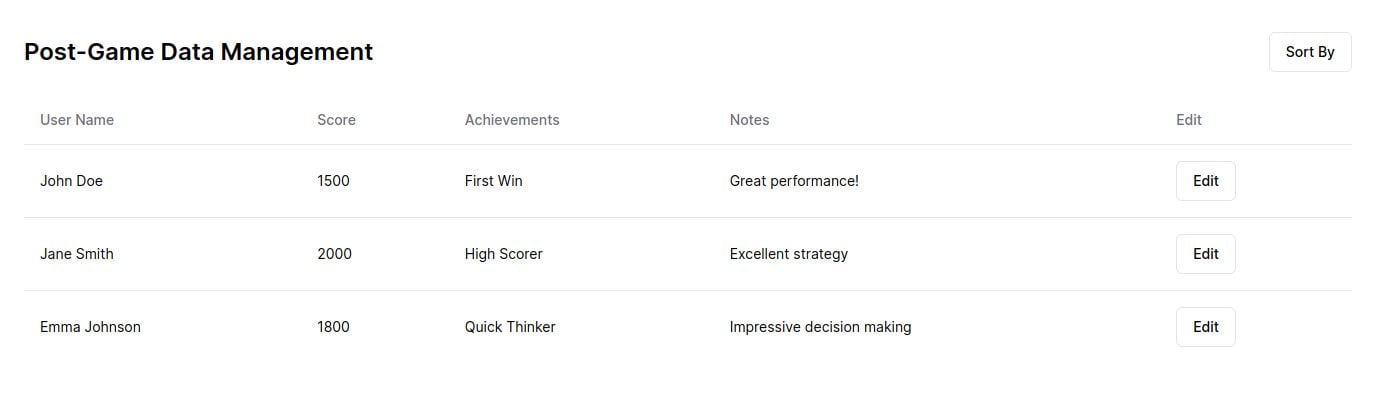 Post-Game Data Management Sort By
User Name Score Achievements Notes Edit
John Doe 1500 First Win Great performance! Edit
Jane Smith 2000 High Scorer Excellent strategy Edit
Emma Johnson 1800 Quick Thinker Impressive decision making Edit